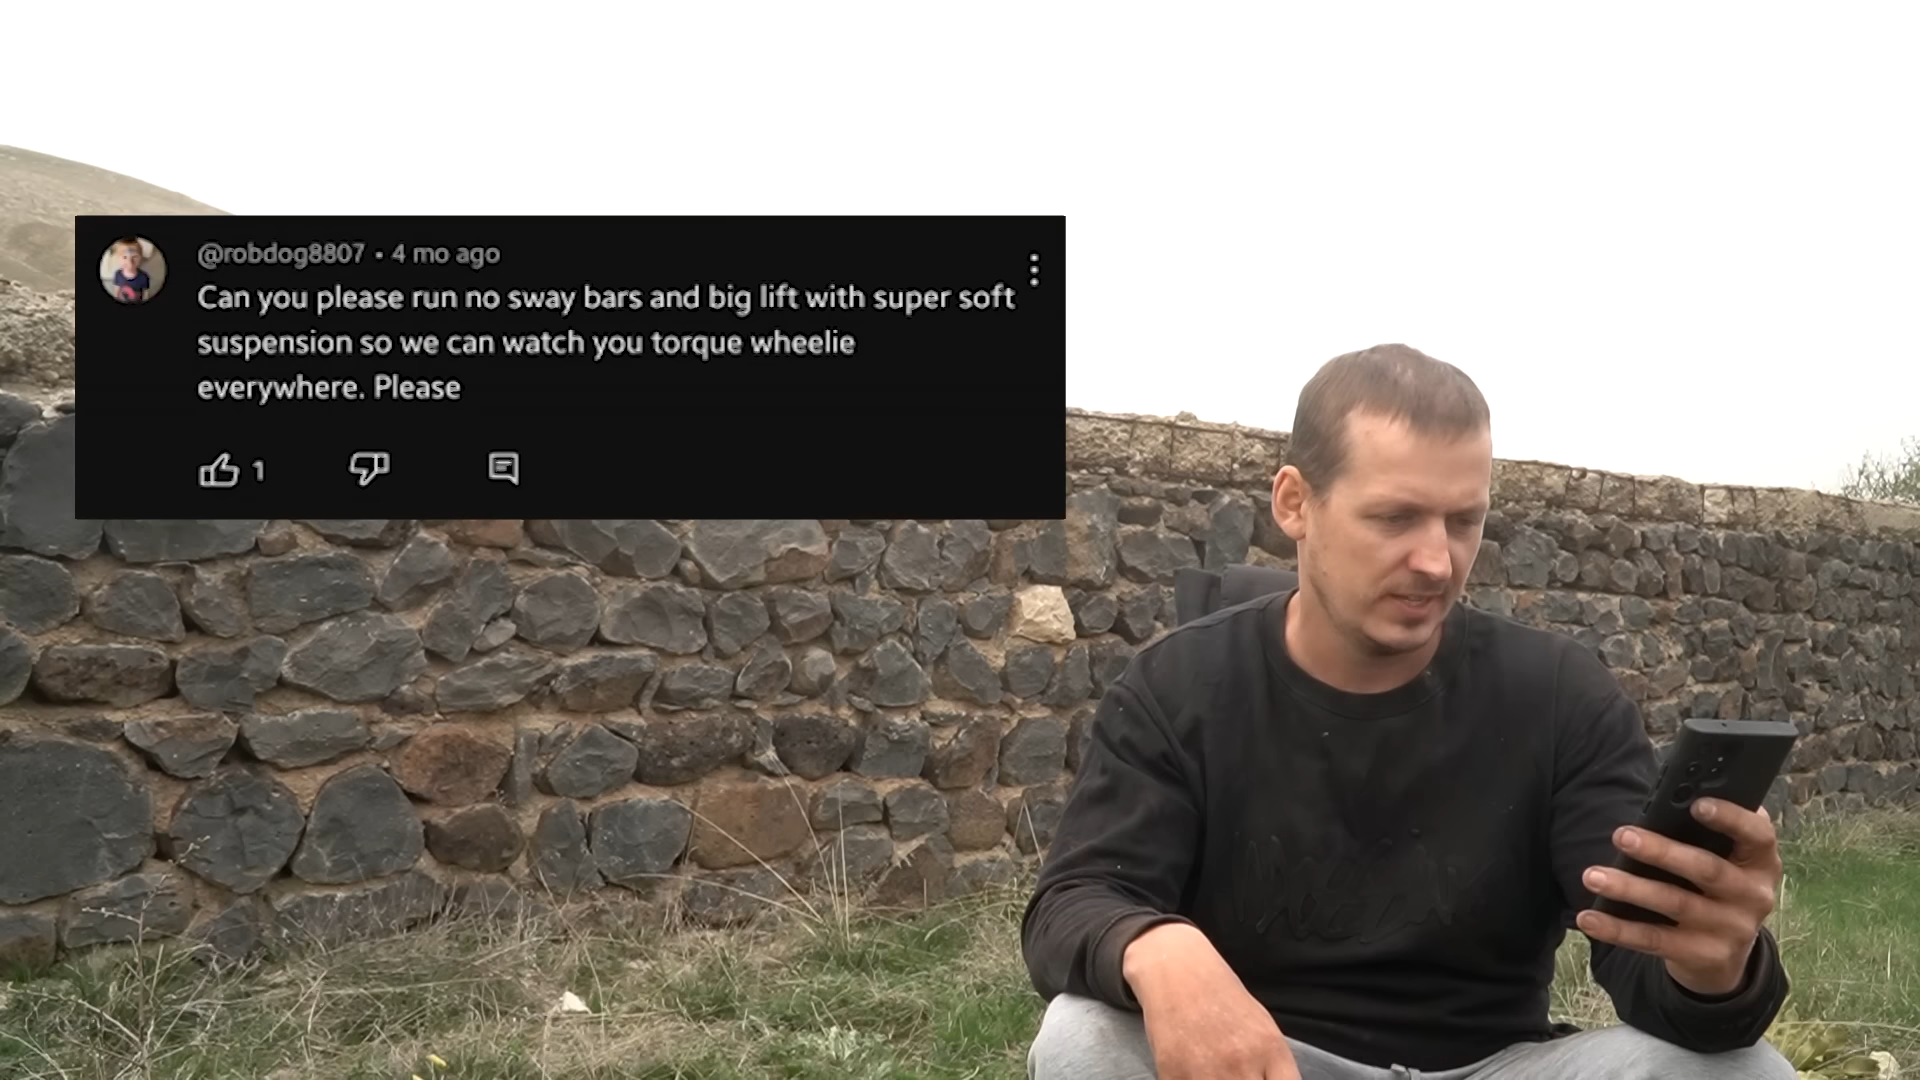 @robdog8807 • 4 mo ago
Can you please run no sway bars and big lift with super soft
suspension so we can watch you torque wheelie
everywhere. Please
1